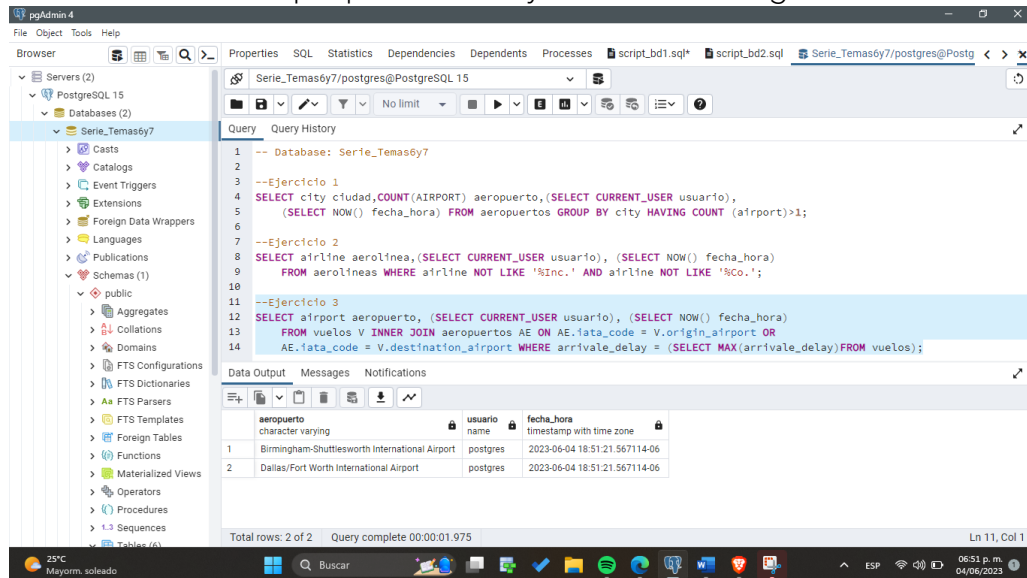 pgAdmin 4
File Object Tools Help
Browser
Properties SQL Statistics Dependencies Dependents Processes script_bd1.sql* script_bd2.sql Serie_Temas6y7/postgres@Postg
Servers (2)
PostgreSQL 15
Databases (2)
Serie_Temas6y7
Casts
Catalogs
Event Triggers
Extensions
Foreign Data Wrappers
Languages
Publications
Schemas (1)
public
Aggregates
Collations
Domains
FTS Configurations
FTS Dictionaries
FTS Parsers
FTS Templates
Foreign Tables
Functions
Materialized Views
Operators
Procedures
Sequences
Tables (6)
Serie_Temas6y7/postgres@PostgreSQL 15
No limit
Query Query History
1 -- Database: Serie_Temas6y7
2
3 --Ejercicio 1
4 SELECT city ciudad,COUNT(AIRPORT) aeropuerto,(SELECT CURRENT_USER usuario),
5 (SELECT NOW() fecha_hora) FROM aeropuertos GROUP BY city HAVING COUNT (airport)>1;
6
7 --Ejercicio 2
8 SELECT airline aerolinea,(SELECT CURRENT_USER usuario), (SELECT NOW() fecha_hora)
9 FROM aerolineas WHERE airline NOT LIKE '%Inc.' AND airline NOT LIKE '%Co.';
10
11 --Ejercicio 3
12 SELECT airport aeropuerto, (SELECT CURRENT_USER usuario), (SELECT NOW() fecha_hora)
13 FROM vuelos V INNER JOIN aeropuertos AE ON AE.iata_code = V.origin_airport OR
14 AE.iata_code = V.destination_airport WHERE arrivale_delay = (SELECT MAX(arrivale_delay)FROM vuelos);
Data Output Messages Notifications
aeropuerto usuario fecha_hora
character varying name timestamp with time zone
1 Birmingham-Shuttlesworth International Airport postgres 2023-06-04 18:51:21.567114-06
2 Dallas/Fort Worth International Airport postgres 2023-06-04 18:51:21.567114-06
Total rows: 2 of 2 Query complete 00:00:01.975 Ln 11, Col 1
25°C
Mayorm. soleado
Buscar
ESP
06:51 p. m.
04/06/2023